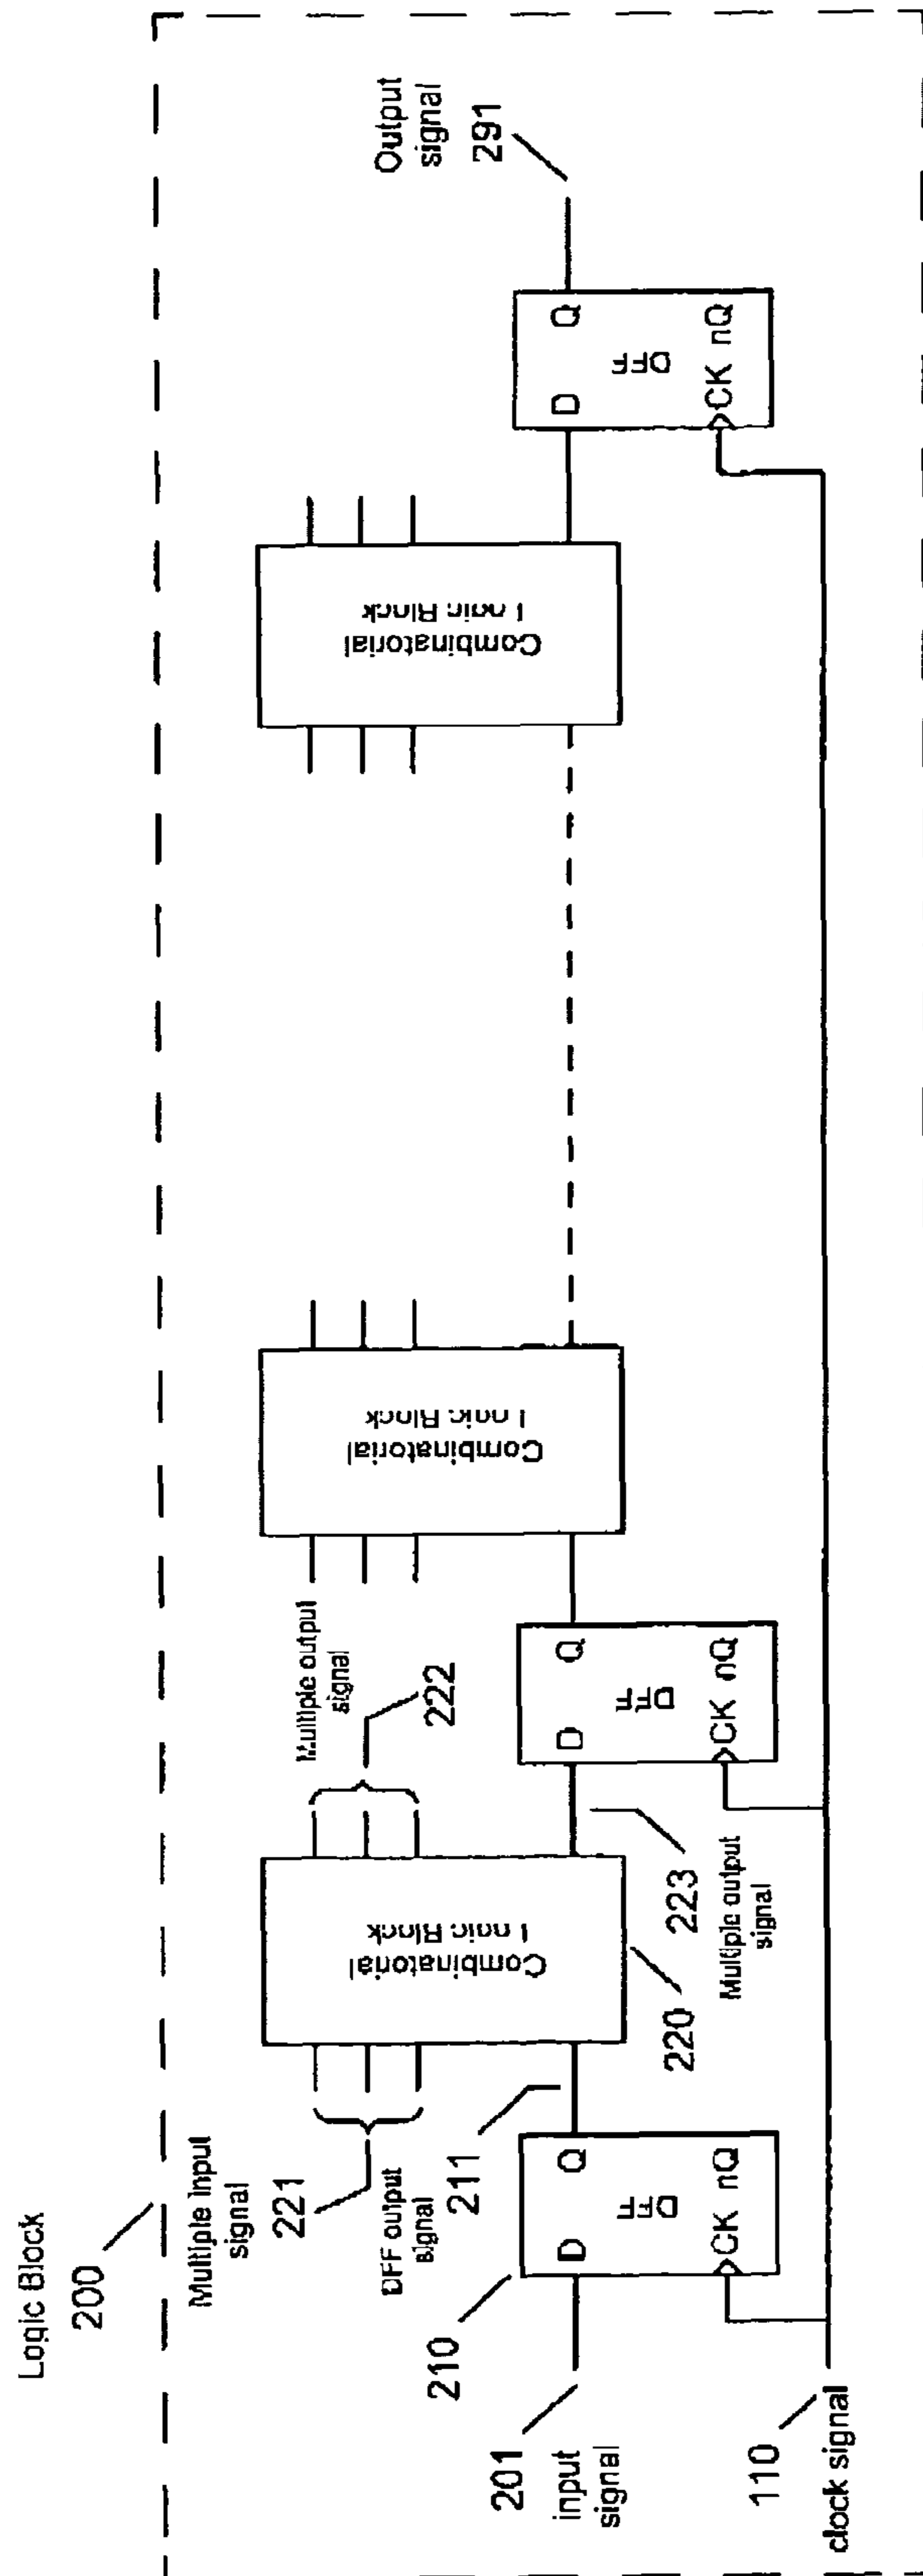 Logic Block
200
Multiple input
signal
221
DFF output
signal
211
210
201
input
signal
110
clock signal
D Q
DFF
CK nQ
Combinatorial
Logic Block
220
Multiple output
signal
222
223
Multiple output
signal
D Q
DFF
CK nQ
Combinatorial
Logic Block
Combinatorial
Logic Block
D Q
DFF
CK nQ
Output
signal
291